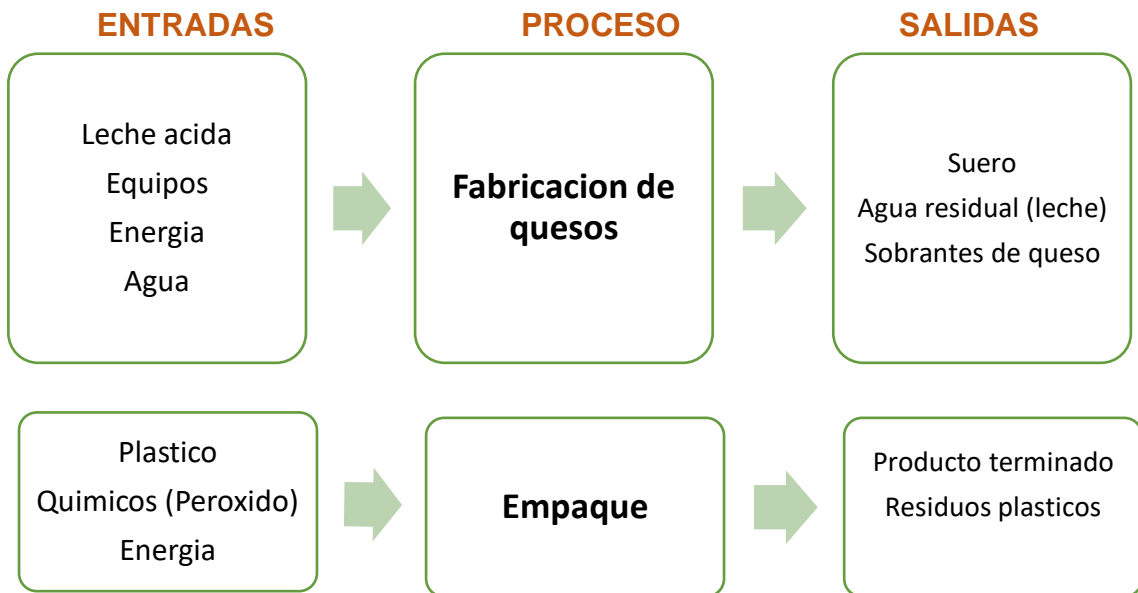 ENTRADAS
PROCESO
SALIDAS
Leche acida
Equipos
Energia
Agua
Fabricacion de
quesos
Suero
Agua residual (leche)
Sobrantes de queso
Plastico
Quimicos (Peroxido)
Energia
Empaque
Producto terminado
Residuos plasticos